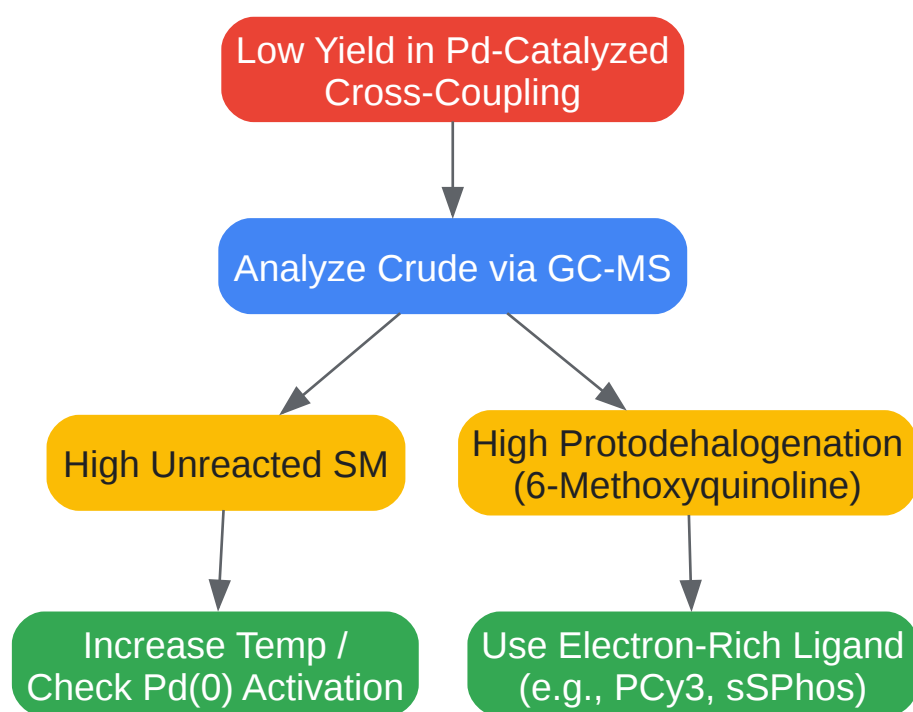 Low Yield in Pd-Catalyzed
Cross-Coupling
Analyze Crude via GC-MS
High Unreacted SM
High Protodehalogenation
(6-Methoxyquinoline)
Increase Temp /
Check Pd(0) Activation
Use Electron-Rich Ligand
(e.g., PCy3, sSPhos)